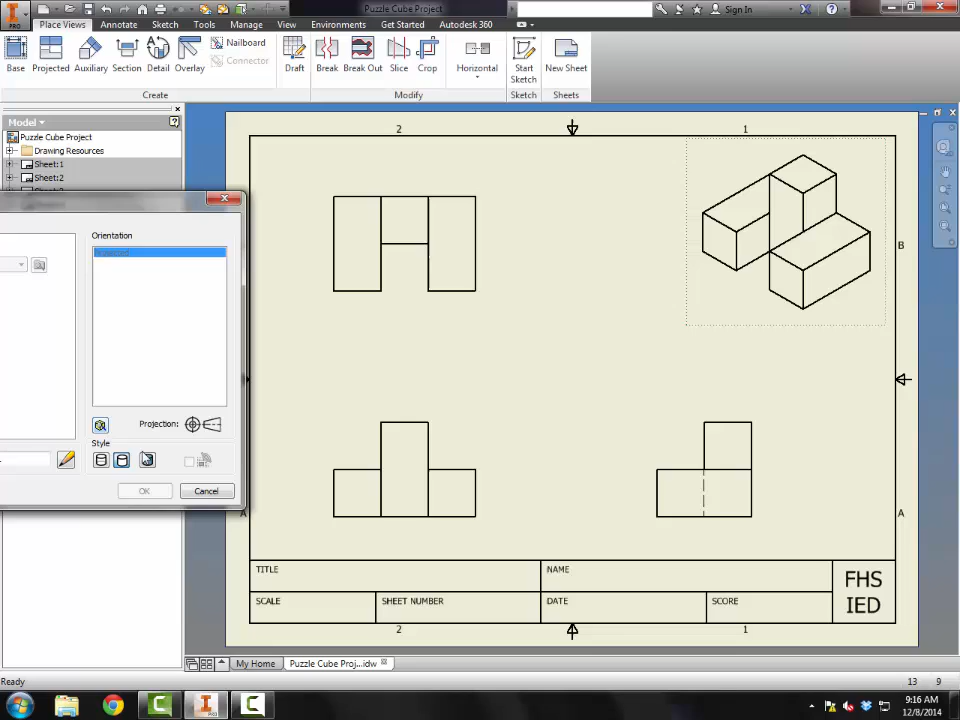 PRO
Puzzle Cube Project
Sign In
Place Views
Annotate
Sketch
Tools
Manage
View
Environments
Get Started
Autodesk 360
Base
Projected
Auxiliary
Section
Detail
Overlay
Nailboard
Connector
Draft
Break
Break Out
Slice
Crop
Horizontal
Start
Sketch
New Sheet
Create
Modify
Sketch
Sheets
Model
Puzzle Cube Project
Drawing Resources
Sheet:1
Sheet:2
Orientation
Projected
Projection:
Style
OK
Cancel
2
1
B
A
A
TITLE
NAME
SCALE
SHEET NUMBER
DATE
SCORE
FHS
IED
2
1
My Home
Puzzle Cube Proj...idw
Ready
13
9
PRO
9:16 AM
12/8/2014